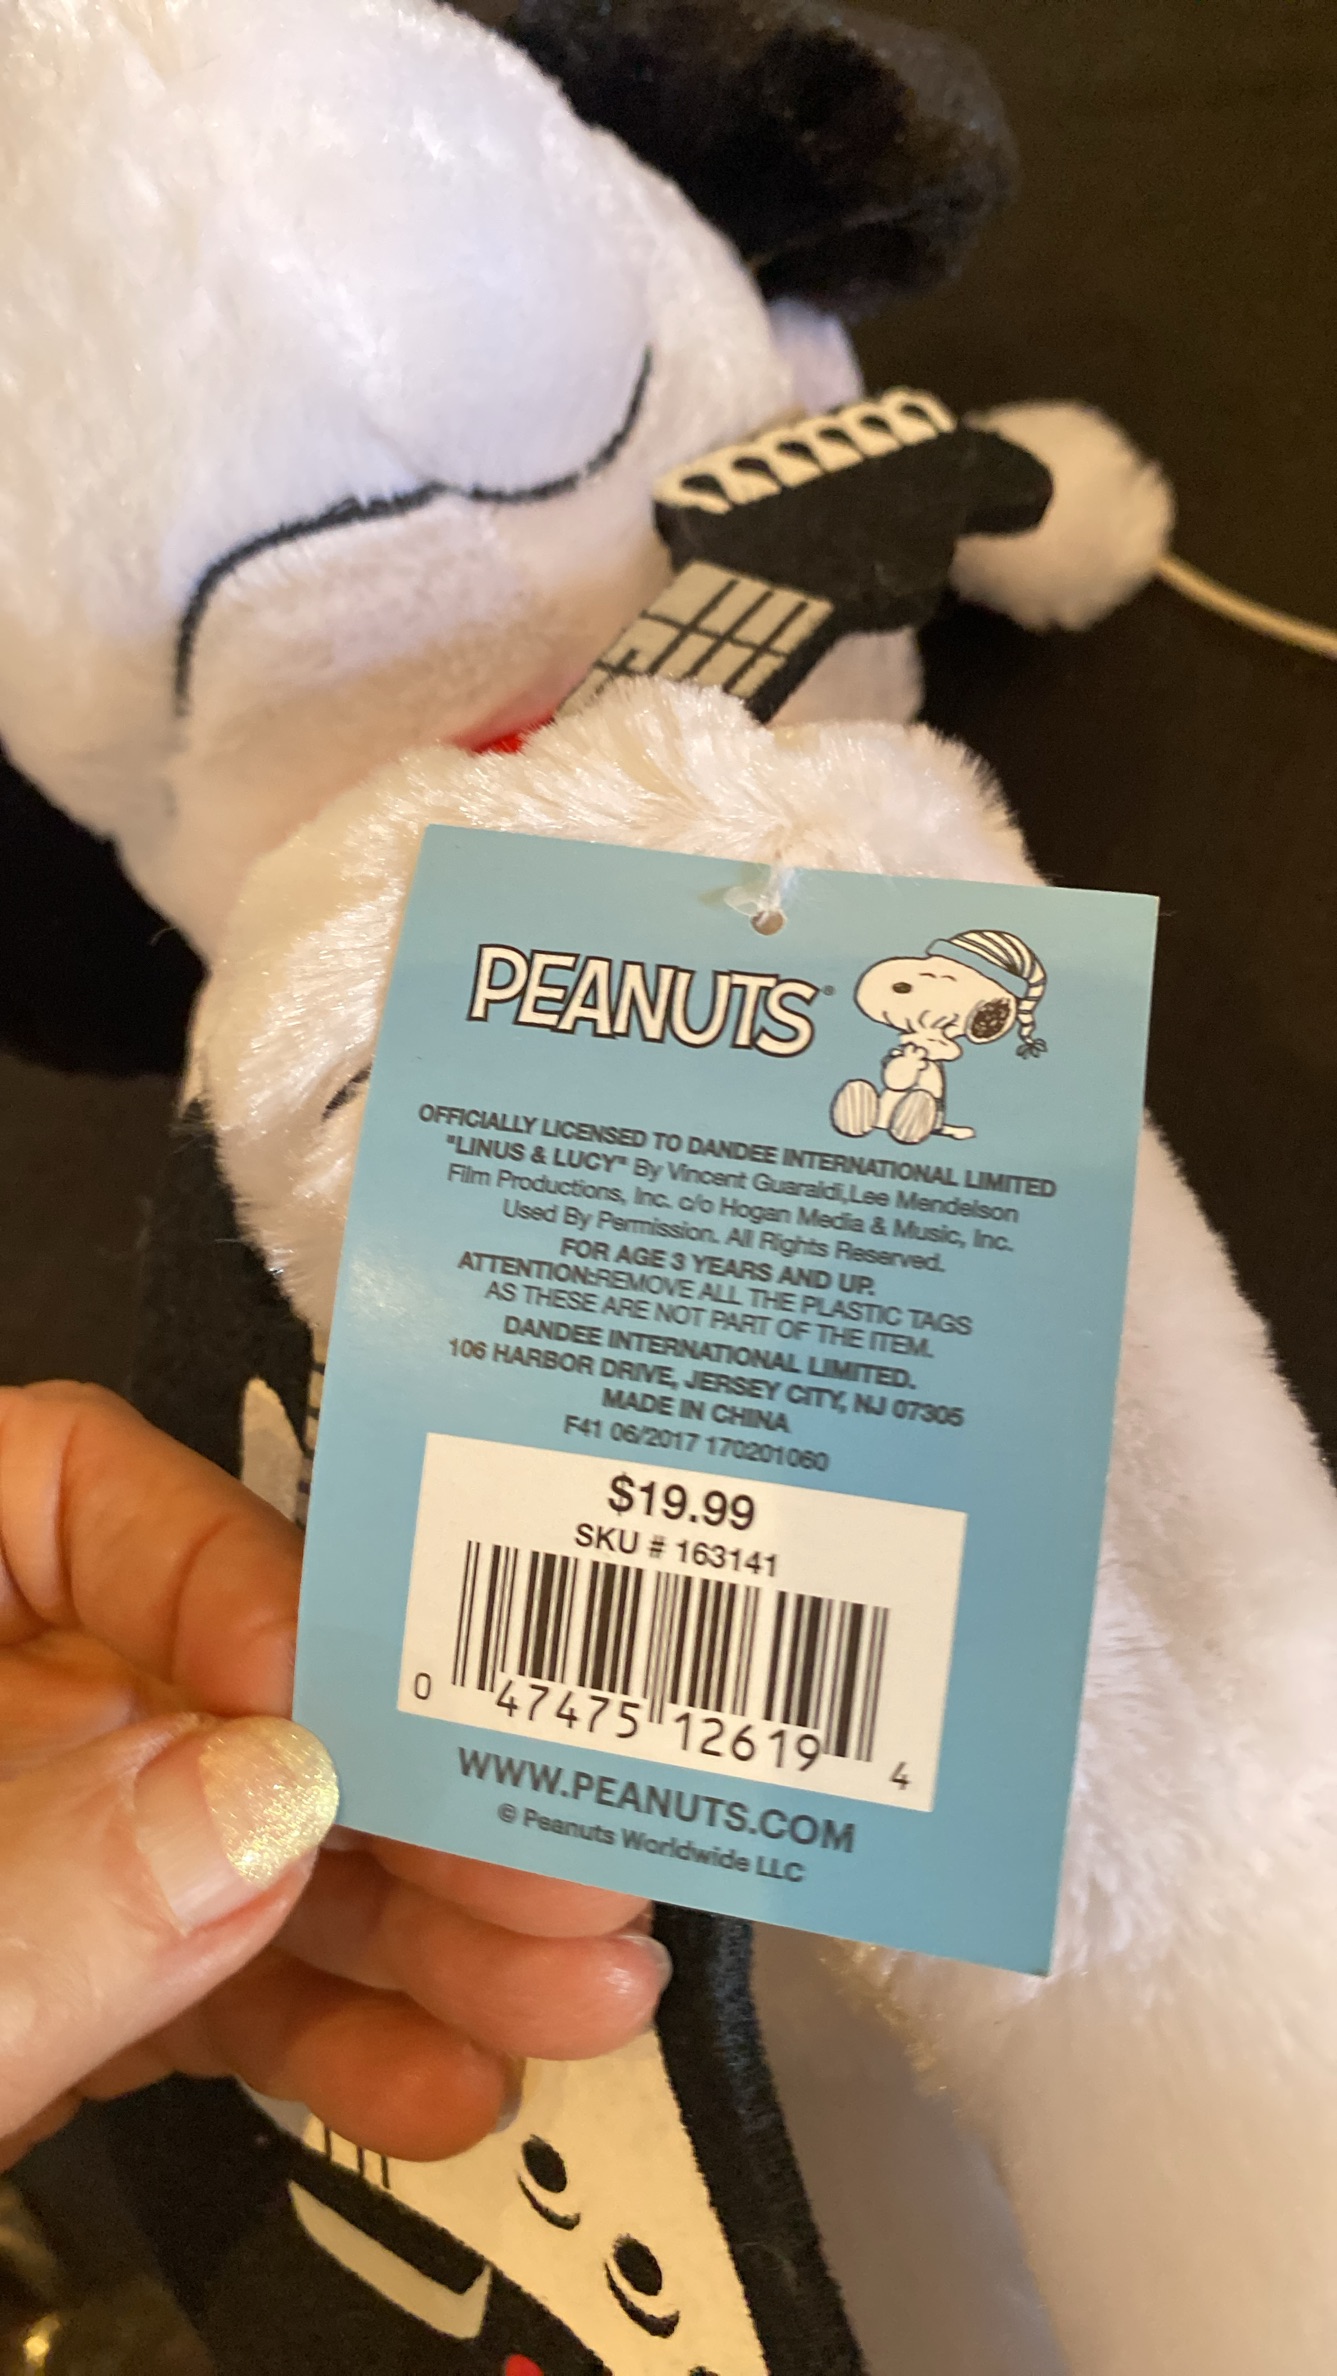 PEANUTS®
OFFICIALLY LICENSED TO DANDEE INTERNATIONAL LIMITED
"LINUS & LUCY" By Vincent Guaraldi,Lee Mendelson
Film Productions, Inc. c/o Hogan Media & Music, Inc.
Used By Permission. All Rights Reserved.
FOR AGE 3 YEARS AND UP.
ATTENTION:REMOVE ALL THE PLASTIC TAGS
AS THESE ARE NOT PART OF THE ITEM.
DANDEE INTERNATIONAL LIMITED.
106 HARBOR DRIVE, JERSEY CITY, NJ 07305
MADE IN CHINA
F41 06/2017 170201060
$19.99
SKU # 163141
0 47475 12619 4
WWW.PEANUTS.COM
© Peanuts Worldwide LLC